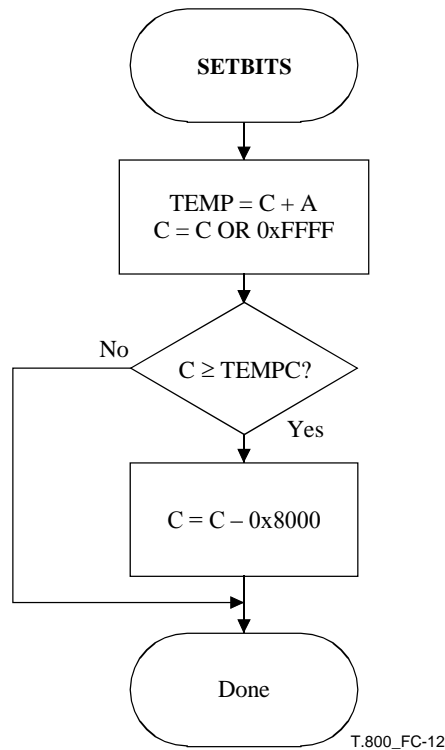 SETBITS
TEMP = C + A
C = C OR 0xFFFF
No
C ≥ TEMPC?
Yes
C = C – 0x8000
Done
T.800_FC-12